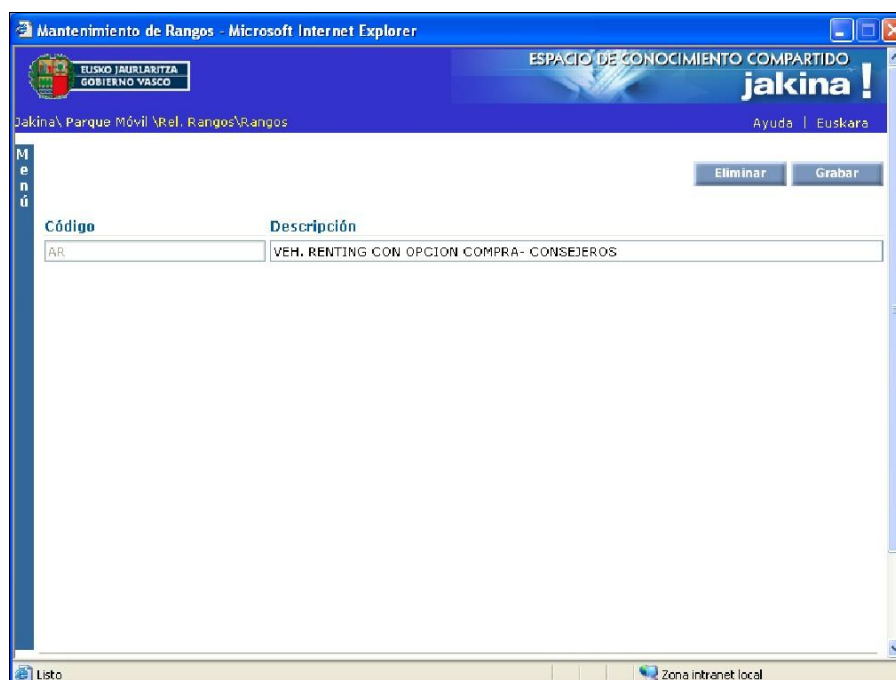 Mantenimiento de Rangos - Microsoft Internet Explorer
EUSKO JAURLARITZA
GOBIERNO VASCO
ESPACIO DE CONOCIMIENTO COMPARTIDO
jakina!
Jakina\ Parque Móvil \Rel. Rangos\Rangos
Ayuda | Euskara
Menú
Eliminar Grabar
Código Descripción
AR VEH. RENTING CON OPCION COMPRA- CONSEJEROS
Listo Zona intranet local